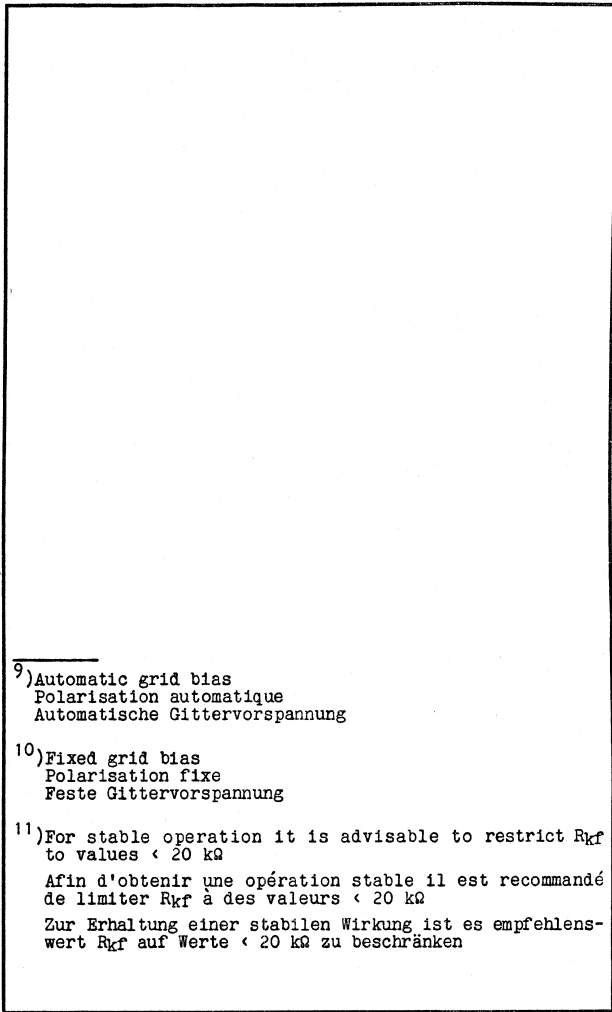 9)Automatic grid bias
Polarisation automatique
Automatische Gittervorspannung
10)Fixed grid bias
Polarisation fixe
Feste Gittervorspannung
11)For stable operation it is advisable to restrict Rkf
to values < 20 kΩ
Afin d'obtenir une opération stable il est recommandé
de limiter Rkf à des valeurs < 20 kΩ
Zur Erhaltung einer stabilen Wirkung ist es empfehlens-
wert Rkf auf Werte < 20 kΩ zu beschränken